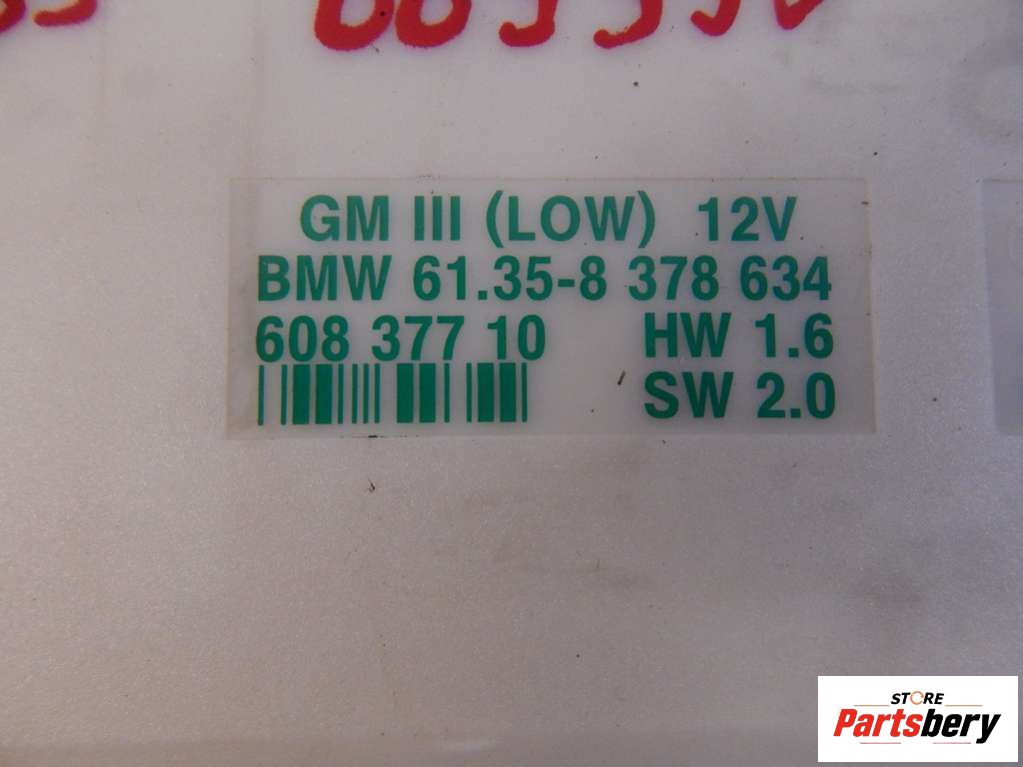 GM III (LOW) 12V
BMW 61.35-8 378 634
608 377 10 HW 1.6
SW 2.0
STORE
Partsbery